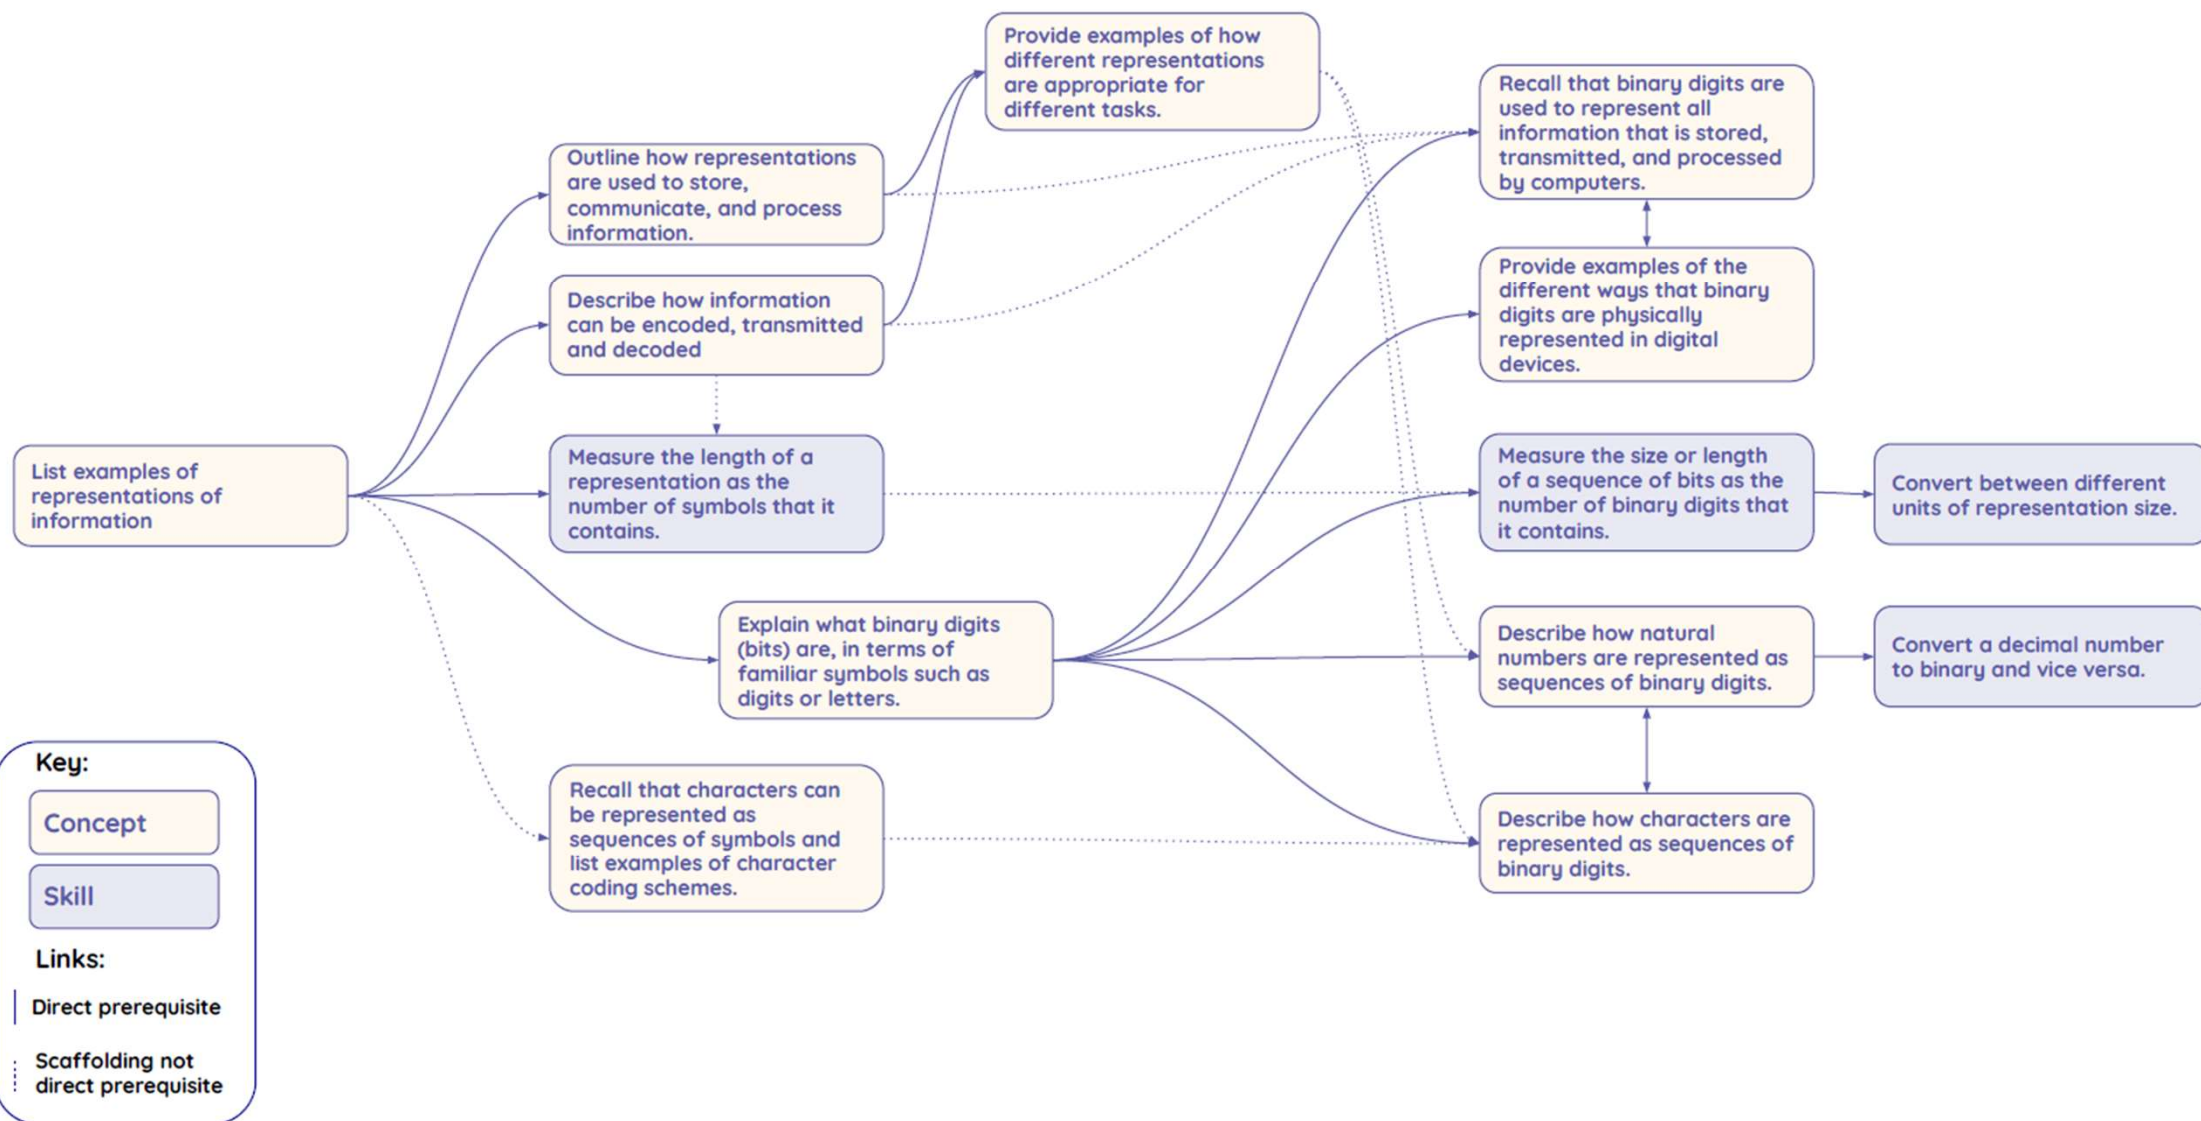 Provide examples of how
different representations
are appropriate for
different tasks.
Recall that binary digits are
used to represent all
information that is stored,
transmitted, and processed
by computers.
Outline how representations
are used to store,
communicate, and process
information.
Provide examples of the
different ways that binary
digits are physically
represented in digital
devices.
Describe how information
can be encoded, transmitted
and decoded
List examples of
representations of
information
Measure the length of a
representation as the
number of symbols that it
contains.
Measure the size or length
of a sequence of bits as the
number of binary digits that
it contains.
Convert between different
units of representation size.
Explain what binary digits
(bits) are, in terms of
familiar symbols such as
digits or letters.
Describe how natural
numbers are represented as
sequences of binary digits.
Convert a decimal number
to binary and vice versa.
Recall that characters can
be represented as
sequences of symbols and
list examples of character
coding schemes.
Describe how characters are
represented as sequences of
binary digits.
Key:
Concept
Skill
Links:
Direct prerequisite
Scaffolding not
direct prerequisite